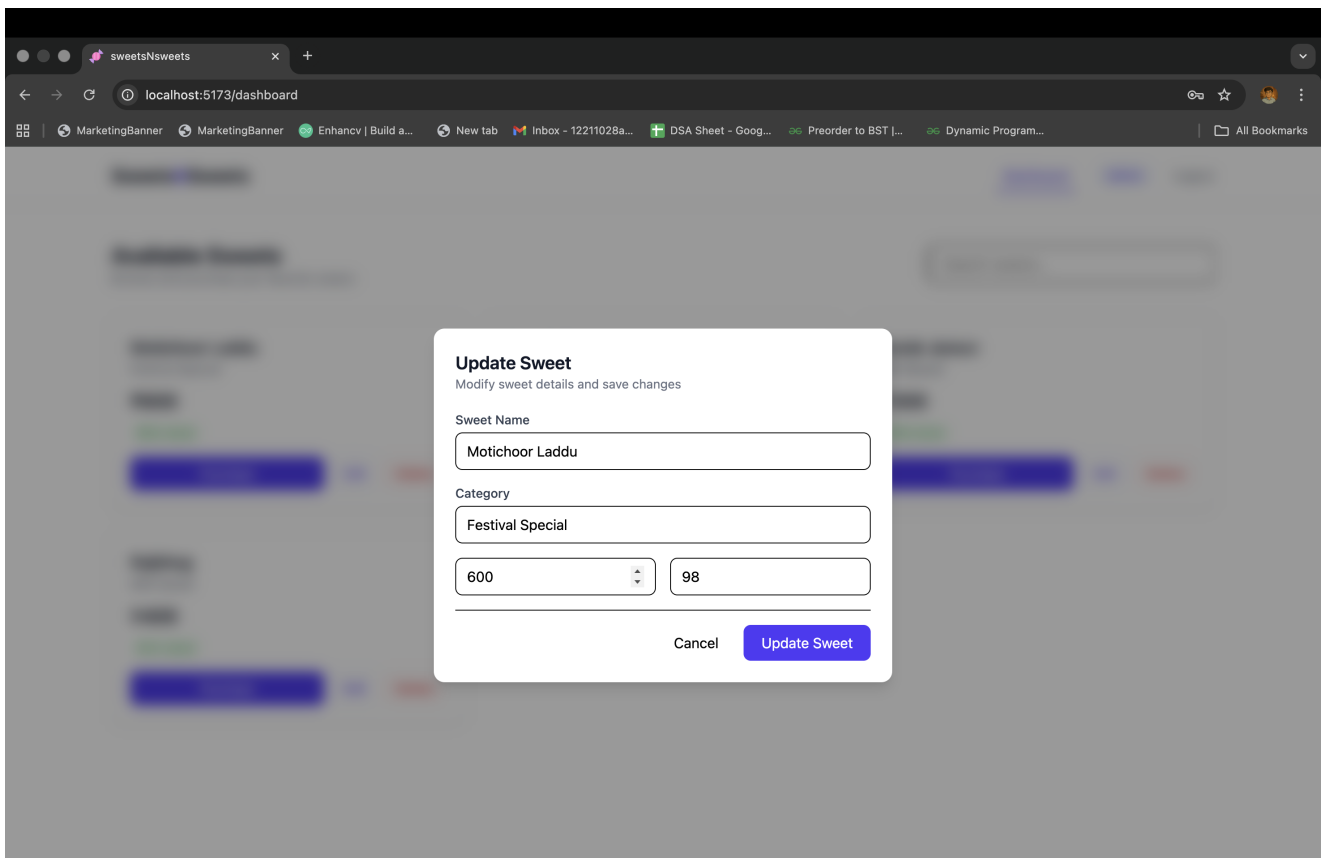 sweetsNsweets
localhost:5173/dashboard
MarketingBanner MarketingBanner Enhancv | Build a... New tab Inbox - 12211028a... DSA Sheet - Goog... Preorder to BST |... Dynamic Program... All Bookmarks
Available Sweets
Update Sweet
Modify sweet details and save changes
Sweet Name
Motichoor Laddu
Category
Festival Special
600 98
Cancel Update Sweet